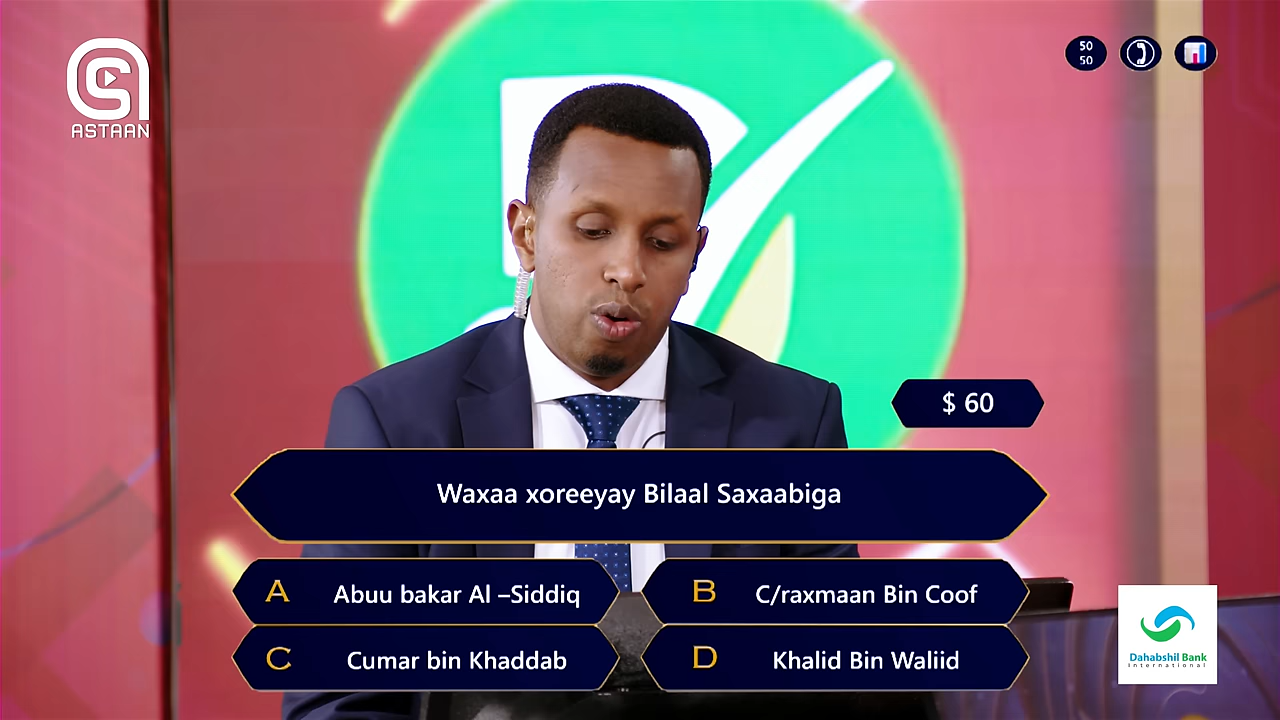 ASTAAN
50
50
$ 60
Waxaa xoreeyay Bilaal Saxaabiga
A Abuu bakar Al –Siddiq
B C/raxmaan Bin Coof
C Cumar bin Khaddab
D Khalid Bin Waliid
Dahabshil Bank
International